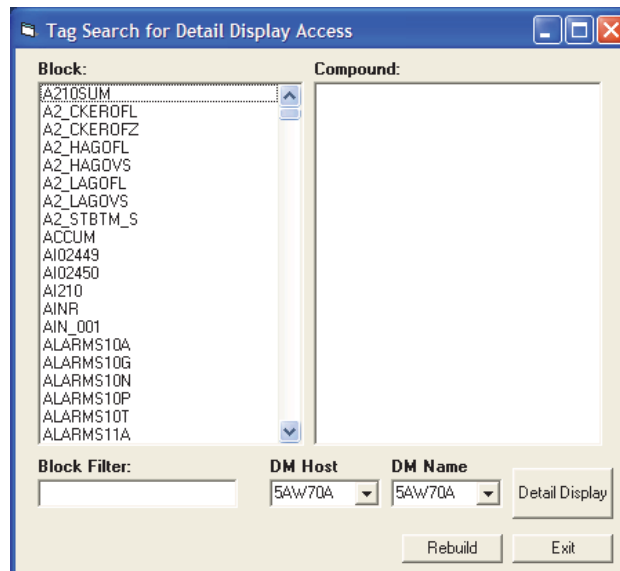 Tag Search for Detail Display Access
Block:
Compound:
A210SUM
A2_CKEROFL
A2_CKEROFZ
A2_HAGOFL
A2_HAGOVS
A2_LAGOFL
A2_LAGOVS
A2_STBTM_S
ACCUM
AI02449
AI02450
AI210
AINR
AIN_001
ALARMS10A
ALARMS10G
ALARMS10N
ALARMS10P
ALARMS10T
ALARMS11A
Block Filter:
DM Host
DM Name
5AW70A
5AW70A
Detail Display
Rebuild
Exit